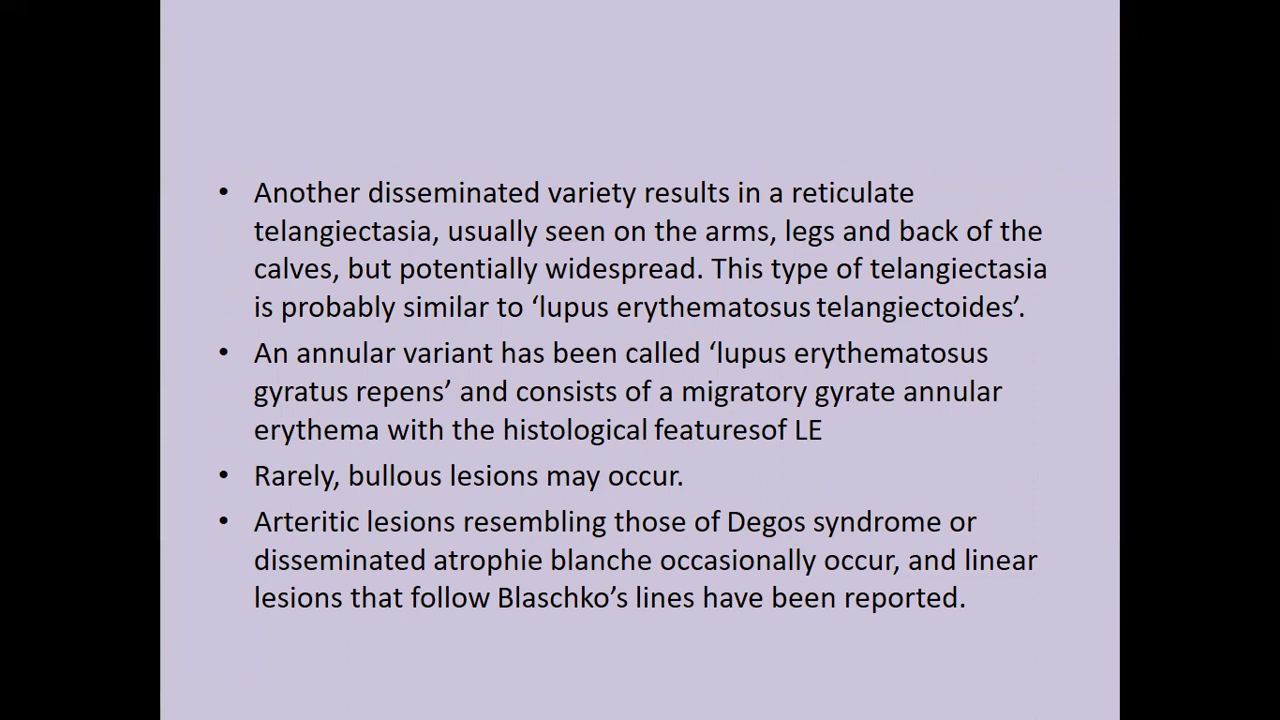 • Another disseminated variety results in a reticulate
telangiectasia, usually seen on the arms, legs and back of the
calves, but potentially widespread. This type of telangiectasia
is probably similar to ‘lupus erythematosus telangiectoides’.
• An annular variant has been called ‘lupus erythematosus
gyratus repens’ and consists of a migratory gyrate annular
erythema with the histological featuresof LE
• Rarely, bullous lesions may occur.
• Arteritic lesions resembling those of Degos syndrome or
disseminated atrophie blanche occasionally occur, and linear
lesions that follow Blaschko’s lines have been reported.